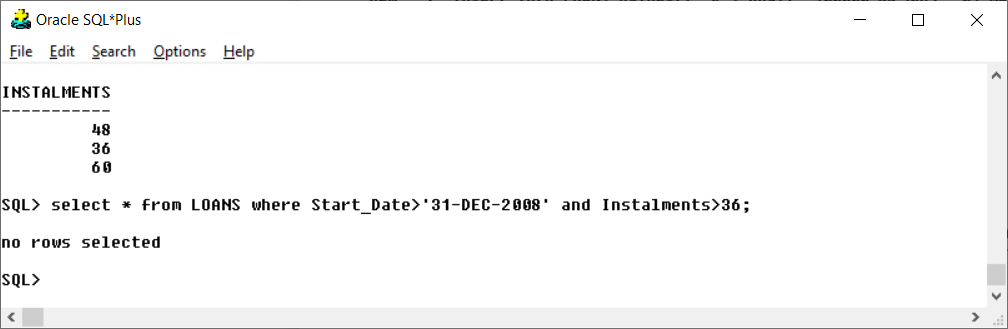 Oracle SQL*Plus
File Edit Search Options Help
INSTALMENTS
-----------
48
36
60
SQL> select * from LOANS where Start_Date>'31-DEC-2008' and Instalments>36;
no rows selected
SQL>